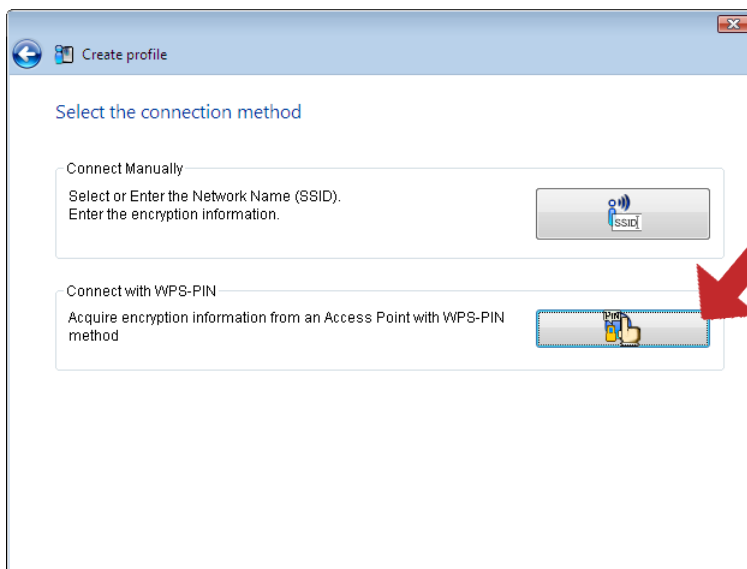 Create profile
Select the connection method
Connect Manually
Select or Enter the Network Name (SSID).
Enter the encryption information.
SSID
Connect with WPS-PIN
Acquire encryption information from an Access Point with WPS-PIN
method
PIN